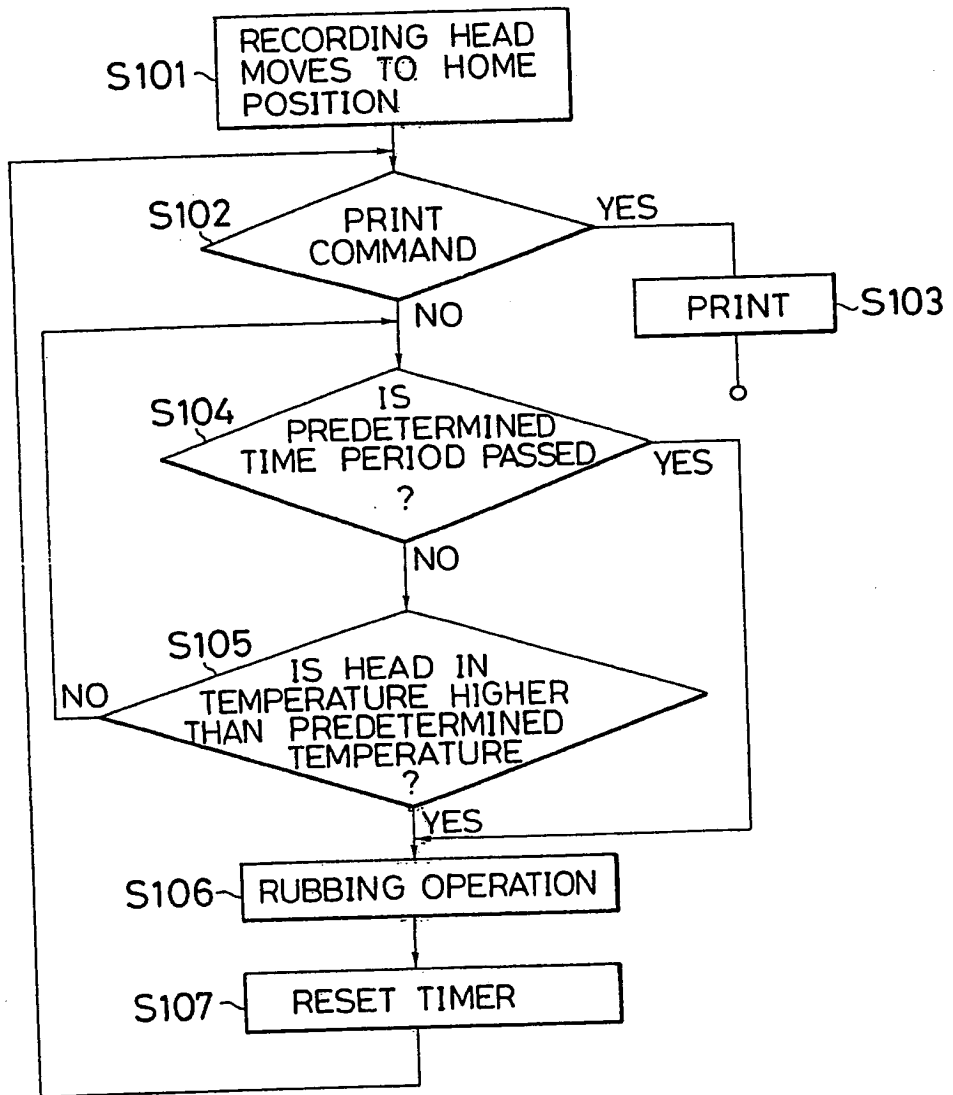 S101
RECORDING HEAD
MOVES TO HOME
POSITION
S102
PRINT
COMMAND
YES
NO
PRINT
S103
S104
IS
PREDETERMINED
TIME PERIOD PASSED
?
YES
NO
S105
IS HEAD IN
TEMPERATURE HIGHER
THAN PREDETERMINED
TEMPERATURE
?
NO
YES
S106
RUBBING OPERATION
S107
RESET TIMER